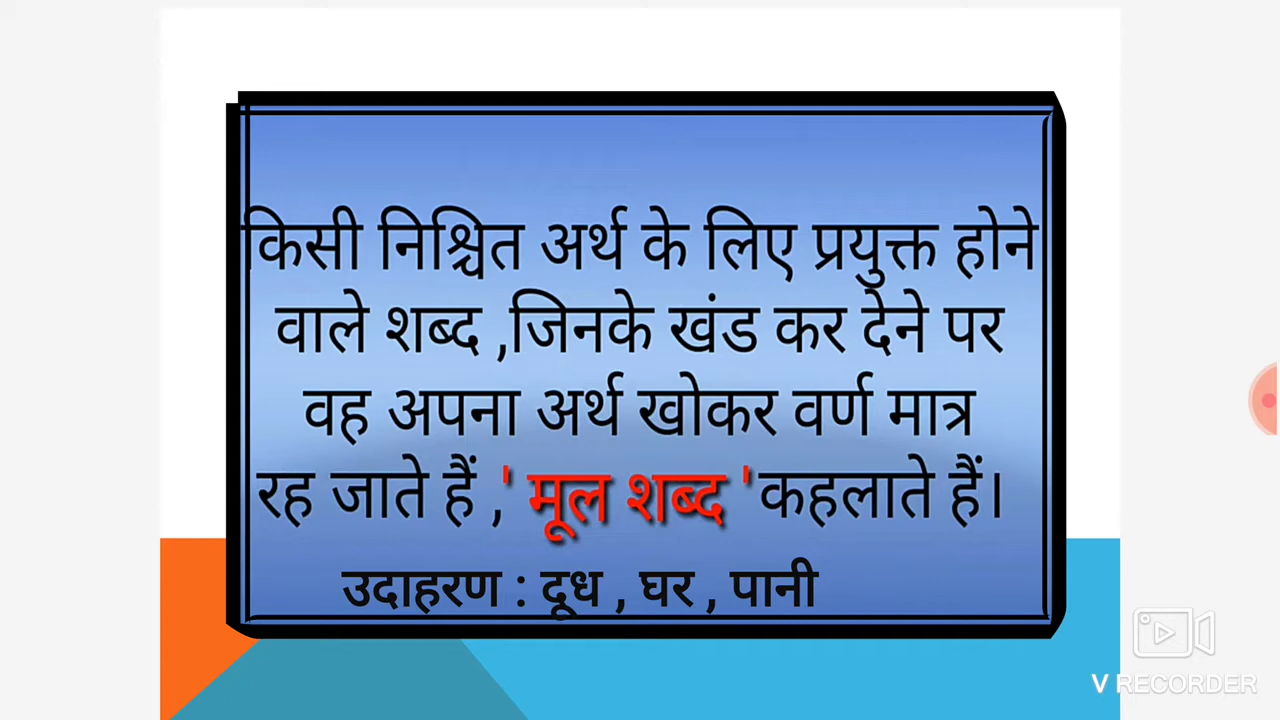 किसी निश्चित अर्थ के लिए प्रयुक्त होने
वाले शब्द ,जिनके खंड कर देने पर
वह अपना अर्थ खोकर वर्ण मात्र
रह जाते हैं ,' मूल शब्द 'कहलाते हैं।
उदाहरण : दूध , घर , पानी
V RECORDER